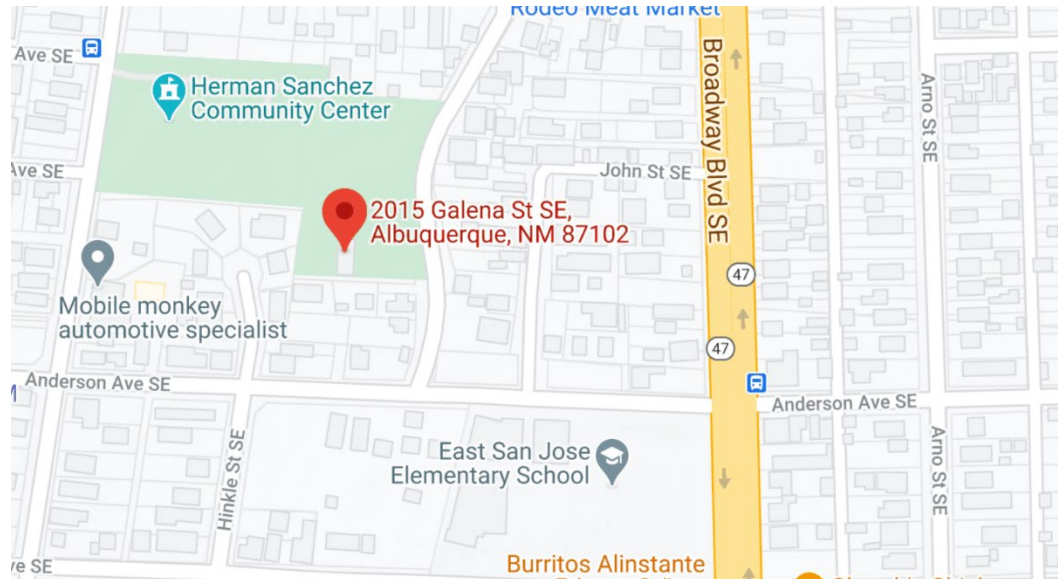 Rodeo Meat Market
Ave SE
Herman Sanchez
Community Center
Broadway Blvd SE
Arno St SE
Ave SE
John St SE
2015 Galena St SE,
Albuquerque, NM 87102
47
Mobile monkey
automotive specialist
47
Anderson Ave SE
Anderson Ave SE
Hinkle St SE
East San Jose
Elementary School
Arno St SE
Burritos Alinstante